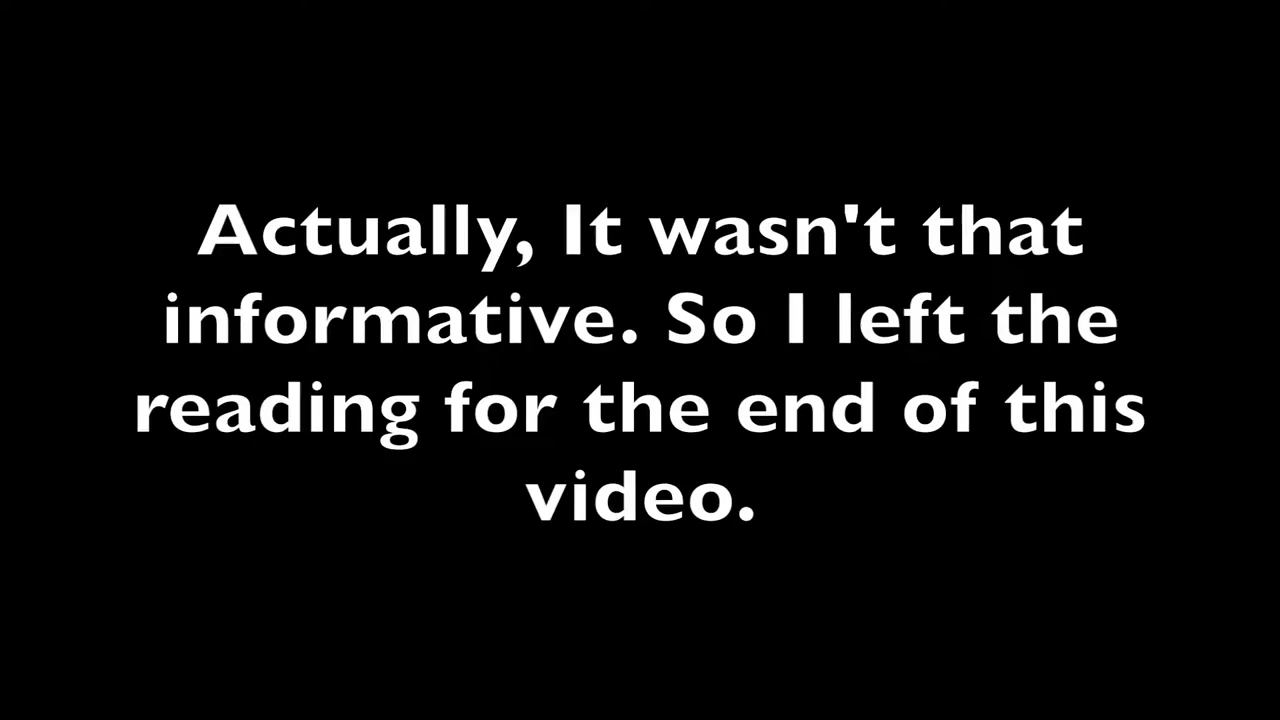 Actually, It wasn't that
informative. So I left the
reading for the end of this
video.